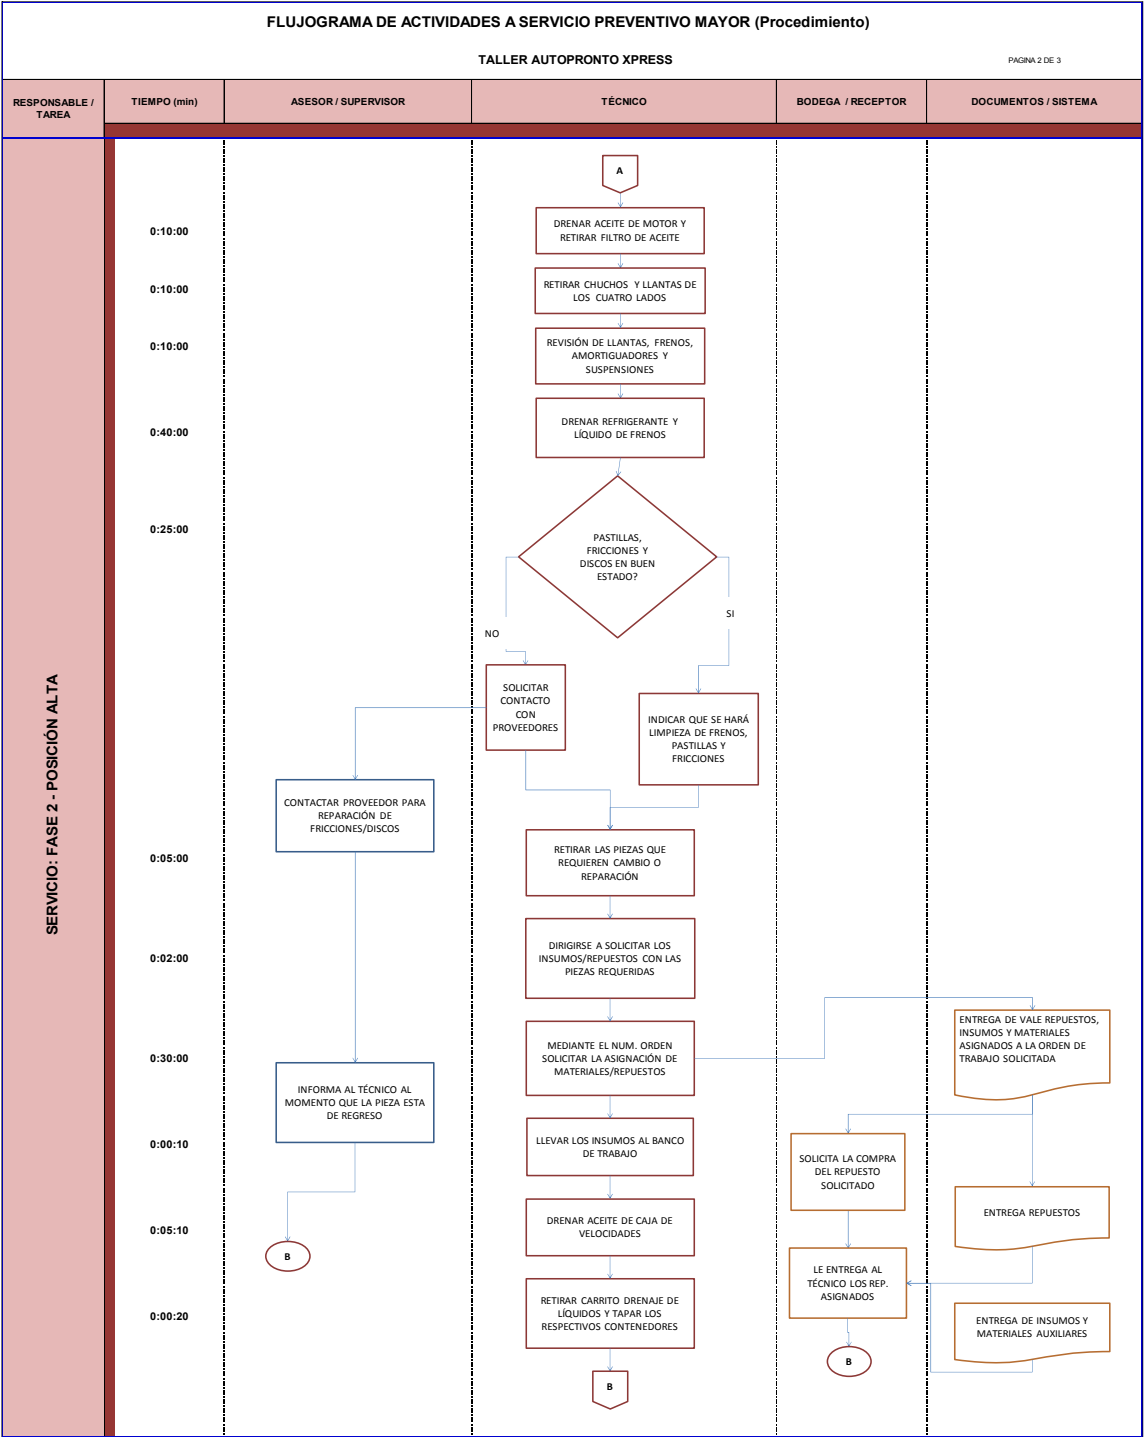 FLUJOGRAMA DE ACTIVIDADES A SERVICIO PREVENTIVO MAYOR (Procedimiento)
TALLER AUTOPRONTO XPRESS
PAGINA 2 DE 3
RESPONSABLE /
TAREA
TIEMPO (min)
ASESOR / SUPERVISOR
TÉCNICO
BODEGA / RECEPTOR
DOCUMENTOS / SISTEMA
SERVICIO: FASE 2 - POSICIÓN ALTA
A
0:10:00
DRENAR ACEITE DE MOTOR Y
RETIRAR FILTRO DE ACEITE
0:10:00
RETIRAR CHUCHOS Y LLANTAS DE
LOS CUATRO LADOS
0:10:00
REVISIÓN DE LLANTAS, FRENOS,
AMORTIGUADORES Y
SUSPENSIONES
0:40:00
DRENAR REFRIGERANTE Y
LÍQUIDO DE FRENOS
0:25:00
PASTILLAS,
FRICCIONES Y
DISCOS EN BUEN
ESTADO?
NO
SI
SOLICITAR
CONTACTO
CON
PROVEEDORES
INDICAR QUE SE HARÁ
LIMPIEZA DE FRENOS,
PASTILLAS Y
FRICCIONES
CONTACTAR PROVEEDOR PARA
REPARACIÓN DE
FRICCIONES/DISCOS
0:05:00
RETIRAR LAS PIEZAS QUE
REQUIEREN CAMBIO O
REPARACIÓN
0:02:00
DIRIGIRSE A SOLICITAR LOS
INSUMOS/REPUESTOS CON LAS
PIEZAS REQUERIDAS
0:30:00
MEDIANTE EL NUM. ORDEN
SOLICITAR LA ASIGNACIÓN DE
MATERIALES/REPUESTOS
ENTREGA DE VALE REPUESTOS,
INSUMOS Y MATERIALES
ASIGNADOS A LA ORDEN DE
TRABAJO SOLICITADA
INFORMA AL TÉCNICO AL
MOMENTO QUE LA PIEZA ESTA
DE REGRESO
0:00:10
LLEVAR LOS INSUMOS AL BANCO
DE TRABAJO
SOLICITA LA COMPRA
DEL REPUESTO
SOLICITADO
ENTREGA REPUESTOS
0:05:10
DRENAR ACEITE DE CAJA DE
VELOCIDADES
B
LE ENTREGA AL
TÉCNICO LOS REP.
ASIGNADOS
0:00:20
RETIRAR CARRITO DRENAJE DE
LÍQUIDOS Y TAPAR LOS
RESPECTIVOS CONTENEDORES
ENTREGA DE INSUMOS Y
MATERIALES AUXILIARES
B
B